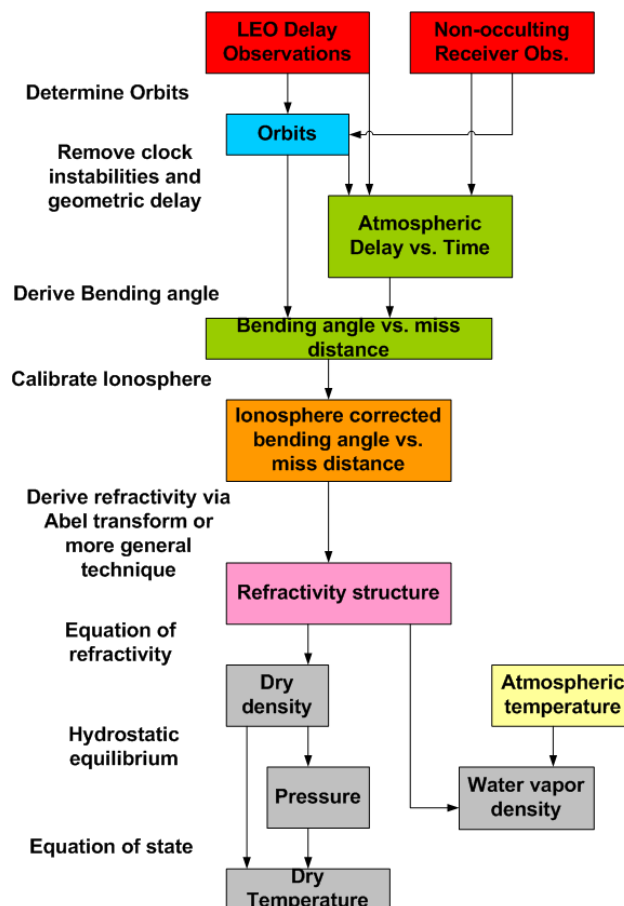 LEO Delay
Observations
Non-occulting
Receiver Obs.
Determine Orbits
Orbits
Remove clock
instabilities and
geometric delay
Atmospheric
Delay vs. Time
Derive Bending angle
Bending angle vs. miss
distance
Calibrate Ionosphere
Ionosphere corrected
bending angle vs.
miss distance
Derive refractivity via
Abel transform or
more general
technique
Refractivity structure
Equation of
refractivity
Dry
density
Atmospheric
temperature
Hydrostatic
equilibrium
Pressure
Water vapor
density
Equation of state
Dry
Temperature